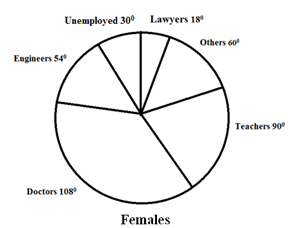 Unemployed 30⁰
Lawyers 18⁰
Others 60⁰
Engineers 54⁰
Teachers 90⁰
Doctors 108⁰
Females